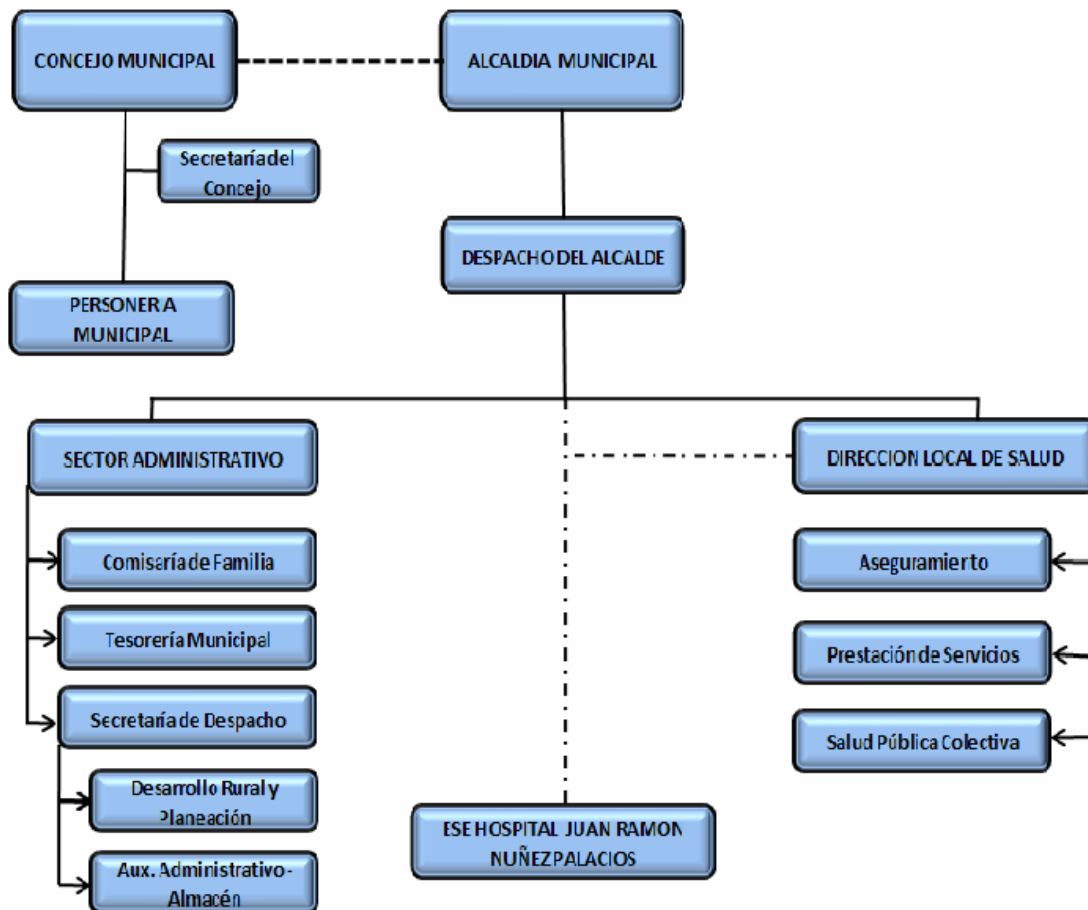 CONCEJO MUNICIPAL
ALCALDIA MUNICIPAL
Secretaría del
Concejo
DESPACHO DEL ALCALDE
PERSONER A
MUNICIPAL
SECTOR ADMINISTRATIVO
DIRECCION LOCAL DE SALUD
Comisaría de Familia
Tesorería Municipal
Secretaría de Despacho
Desarrollo Rural y
Planeación
Aux. Administrativo-
Almacén
Aseguramiento
Prestación de Servicios
Salud Pública Colectiva
ESE HOSPITAL JUAN RAMON
NUÑEZ PALACIOS